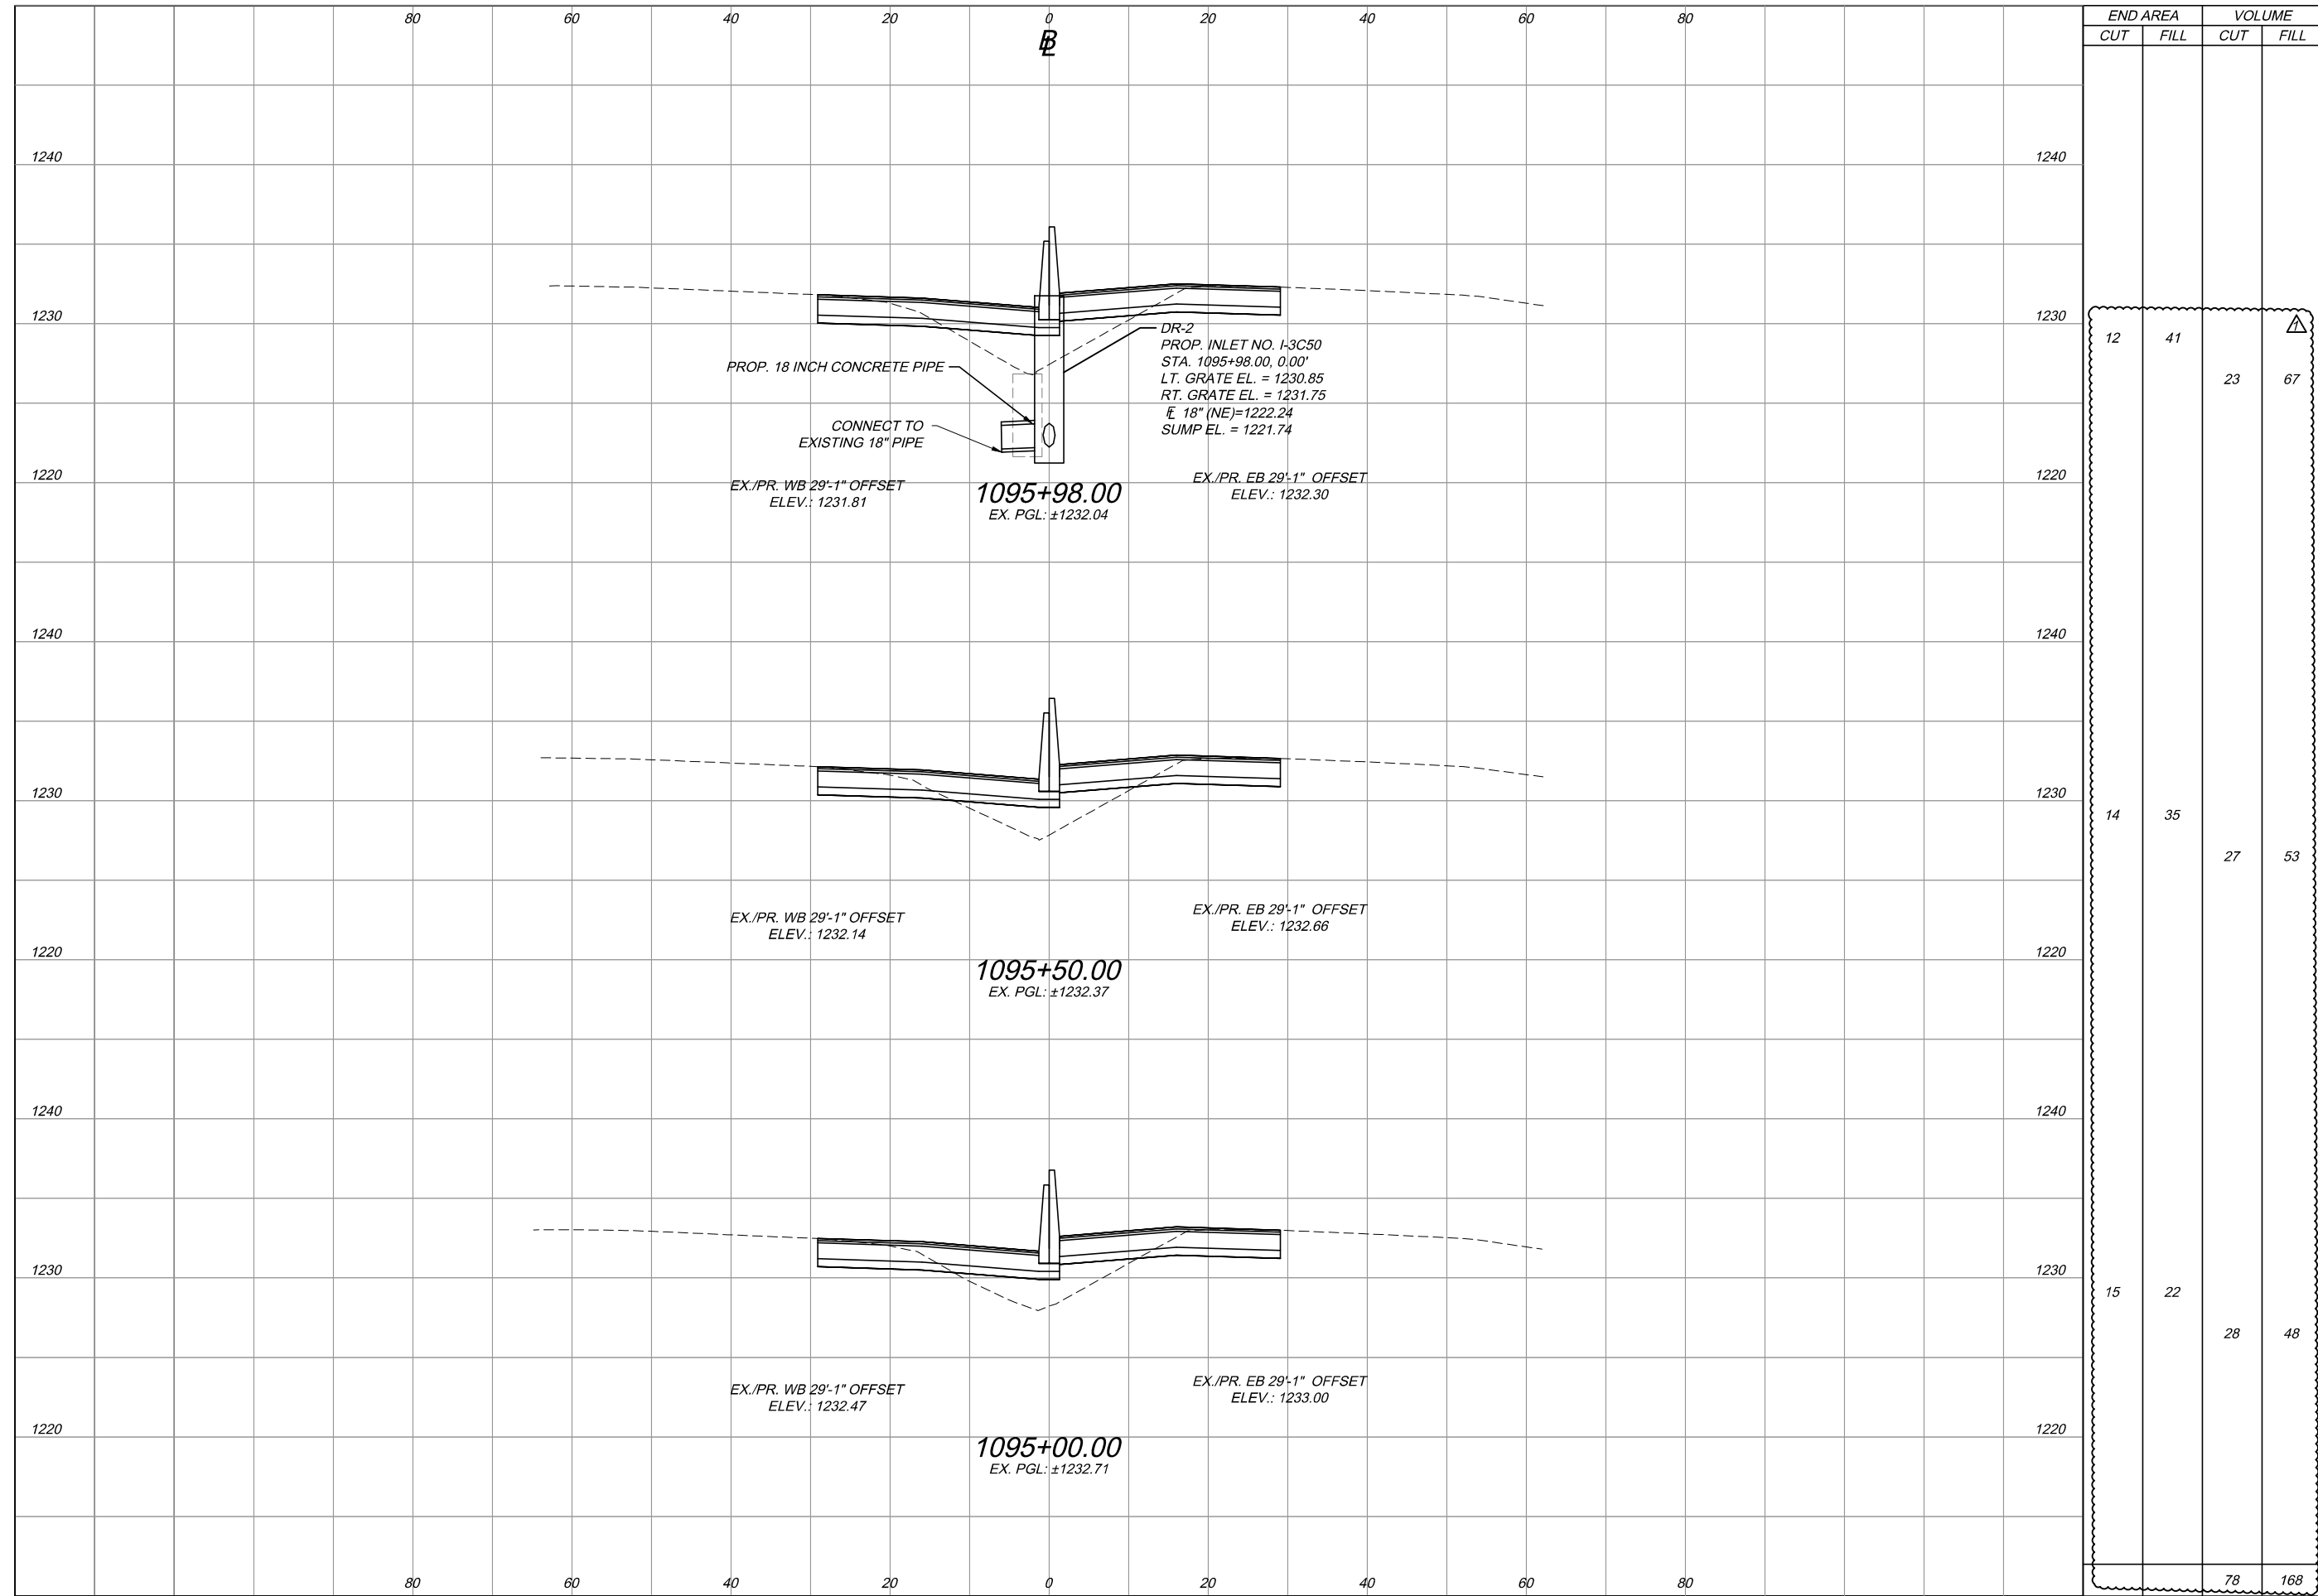 80 60 40 20 0 20 40 60 80
END AREA VOLUME
CUT FILL CUT FILL
BL
1240 1240
1230 1230
1
12 41
DR-2
PROP. INLET NO. I-3C50
STA. 1095+98.00, 0.00'
LT. GRATE EL. = 1230.85
RT. GRATE EL. = 1231.75
FL 18" (NE)=1222.24
SUMP EL. = 1221.74
PROP. 18 INCH CONCRETE PIPE
23 67
CONNECT TO
EXISTING 18" PIPE
1220 1220
EX./PR. WB 29'-1" OFFSET
ELEV.: 1231.81
1095+98.00
EX. PGL: ±1232.04
EX./PR. EB 29'-1" OFFSET
ELEV.: 1232.30
1240 1240
1230 1230
14 35
27 53
EX./PR. WB 29'-1" OFFSET
ELEV.: 1232.14
EX./PR. EB 29'-1" OFFSET
ELEV.: 1232.66
1220 1220
1095+50.00
EX. PGL: ±1232.37
1240 1240
1230 1230
15 22
28 48
EX./PR. WB 29'-1" OFFSET
ELEV.: 1232.47
EX./PR. EB 29'-1" OFFSET
ELEV.: 1233.00
1220 1220
1095+00.00
EX. PGL: ±1232.71
80 60 40 20 0 20 40 60 80
78 168